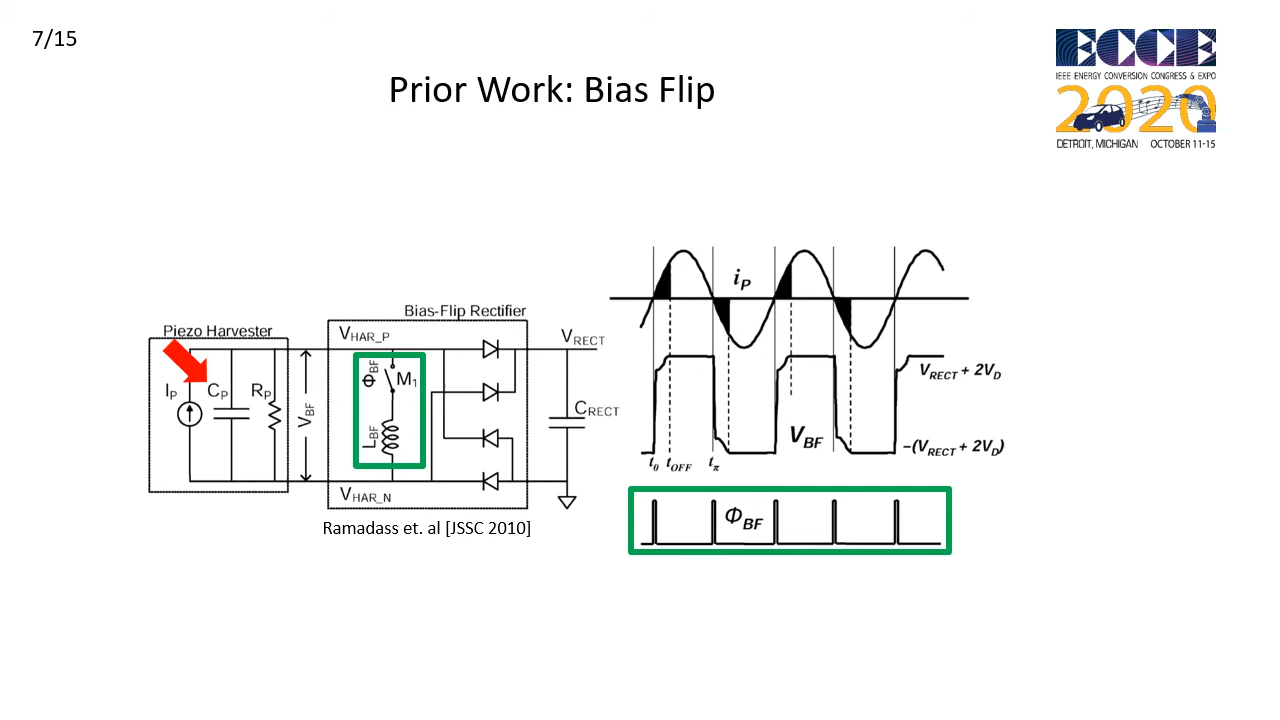 7/15
ECCE
IEEE ENERGY CONVERSION CONGRESS & EXPO
2020
DETROIT, MICHIGAN OCTOBER 11-15
Prior Work: Bias Flip
Piezo Harvester
I_P
C_P
R_P
V_BF
Bias-Flip Rectifier
V_HAR_P
Φ_BF
M_1
L_BF
V_HAR_N
V_RECT
C_RECT
Ramadass et. al [JSSC 2010]
i_P
V_RECT + 2V_D
V_BF
−(V_RECT + 2V_D)
t_0 t_OFF t_π
Φ_BF